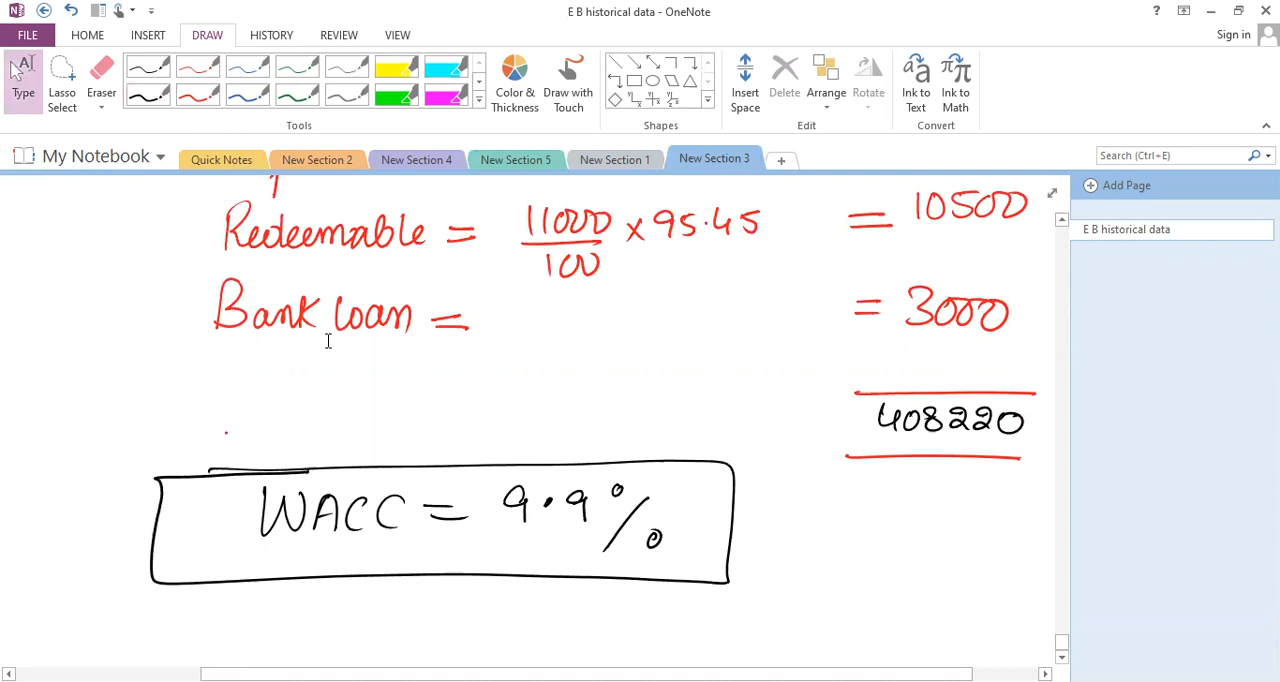 E B historical data - OneNote
FILE HOME INSERT DRAW HISTORY REVIEW VIEW Sign in
Type Lasso Select Eraser Color & Thickness Draw with Touch Insert Space Delete Arrange Rotate Ink to Text Ink to Math
Tools Shapes Edit Convert
My Notebook Quick Notes New Section 2 New Section 4 New Section 5 New Section 1 New Section 3 Search (Ctrl+E)
Add Page
E B historical data
Redeemable = 11000/100 x 95.45 = 10500
Bank loan = = 3000
408220
WACC = 9.9%